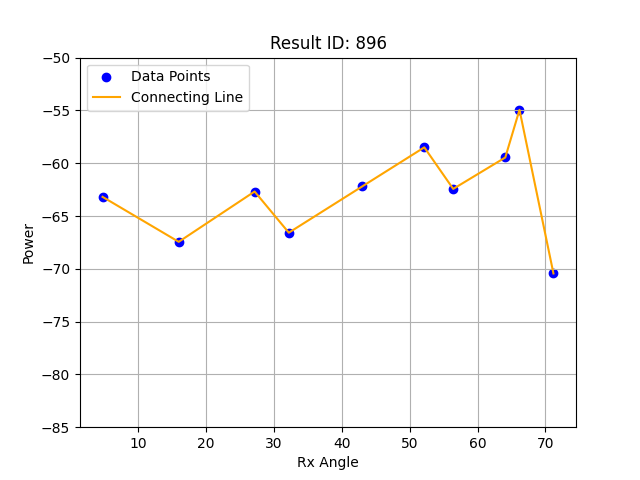 Result ID: 896
Data Points
Connecting Line
−50
−55
−60
−65
−70
−75
−80
−85
Power
10 20 30 40 50 60 70
Rx Angle